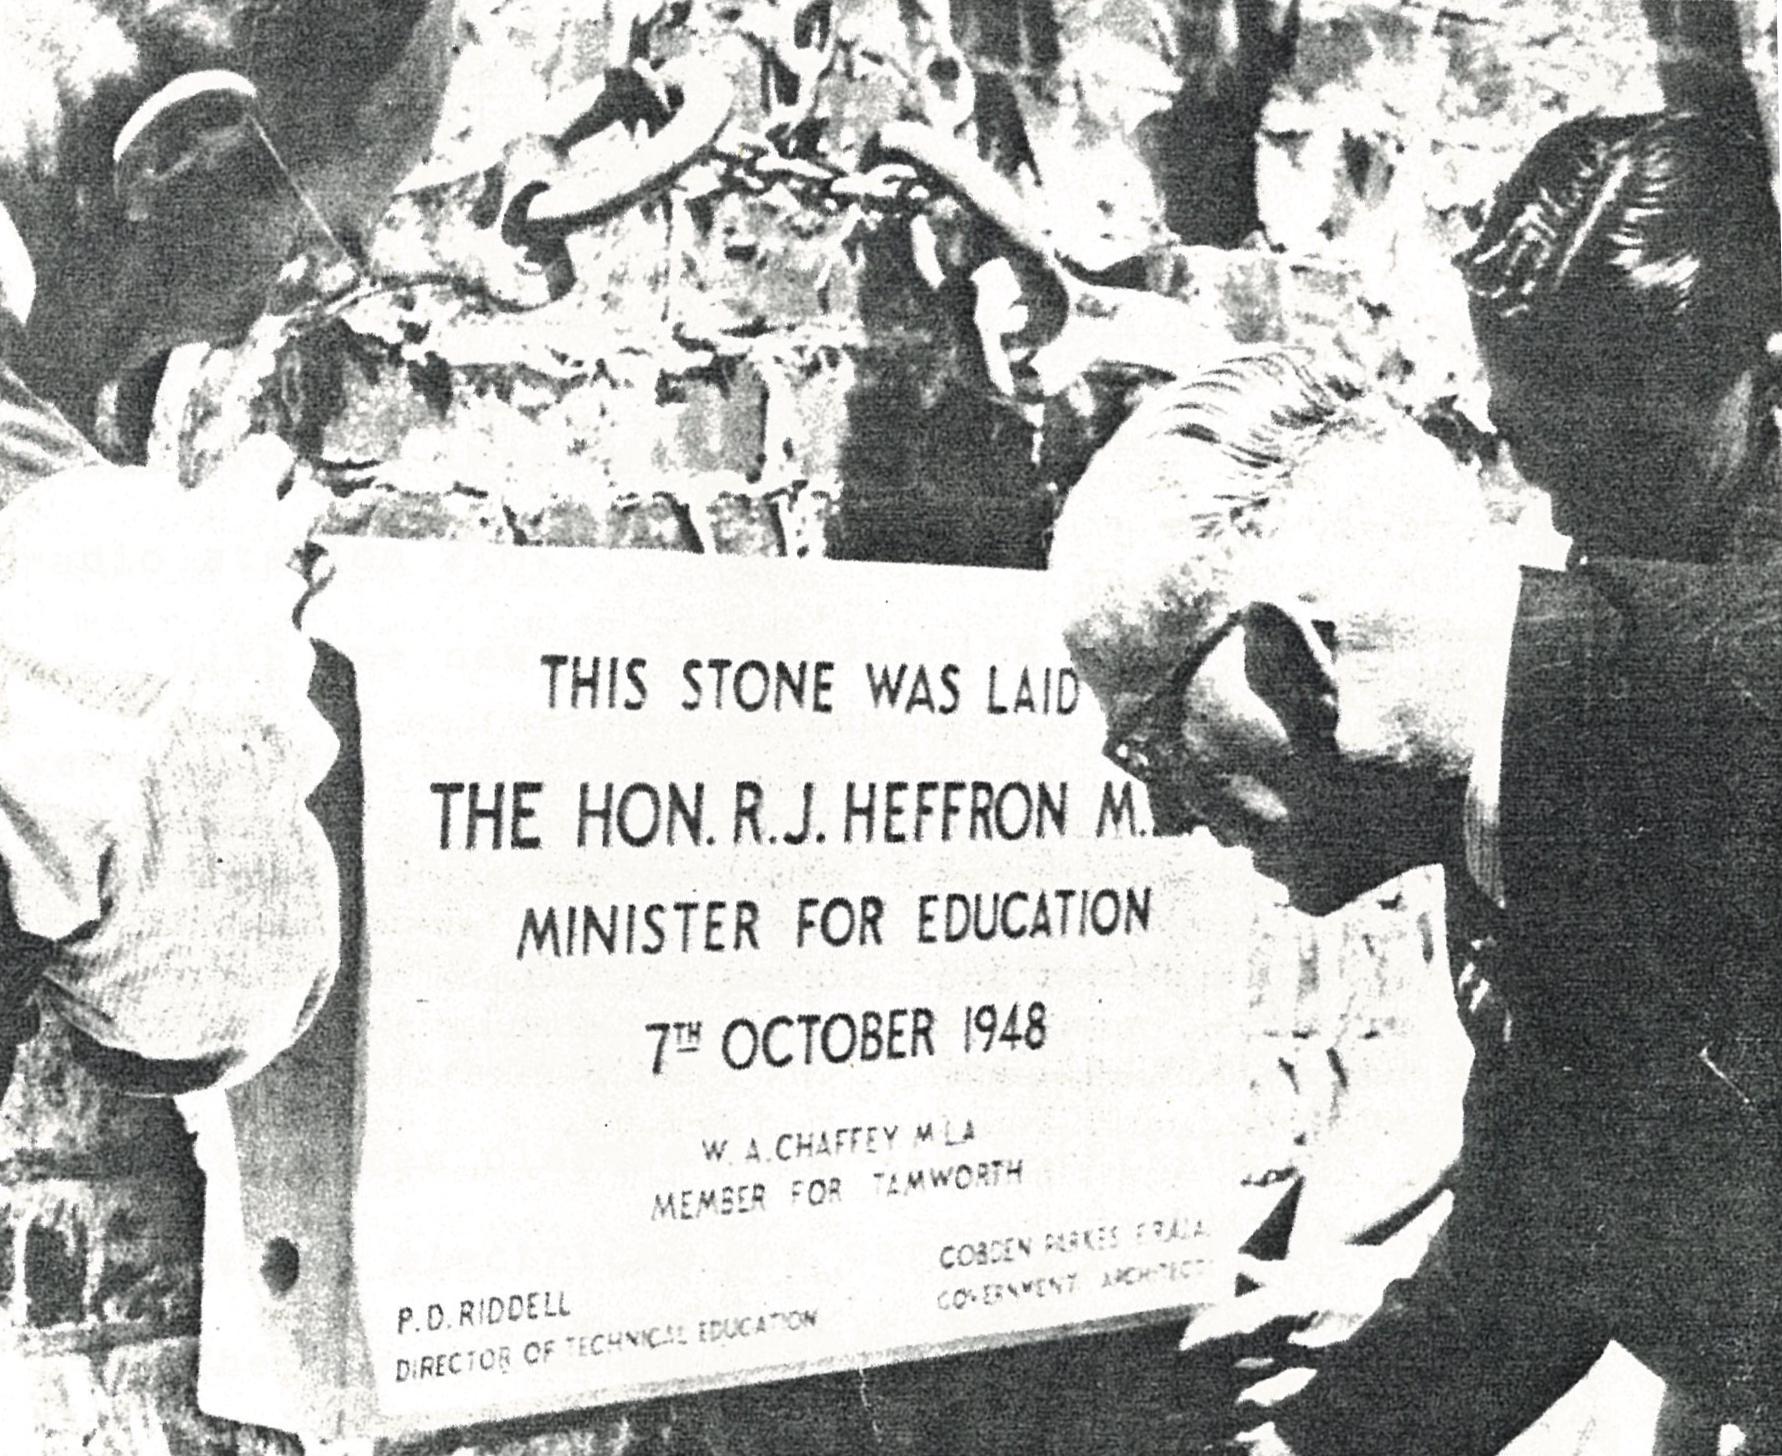 THIS STONE WAS LAID
THE HON. R. J. HEFFRON M.
MINISTER FOR EDUCATION
7TH OCTOBER 1948
W. A. CHAFFEY M.L.A
MEMBER FOR TAMWORTH
COBDEN PARKES F.R.A.I.A.
GOVERNMENT ARCHITECT
P. D. RIDDELL
DIRECTOR OF TECHNICAL EDUCATION